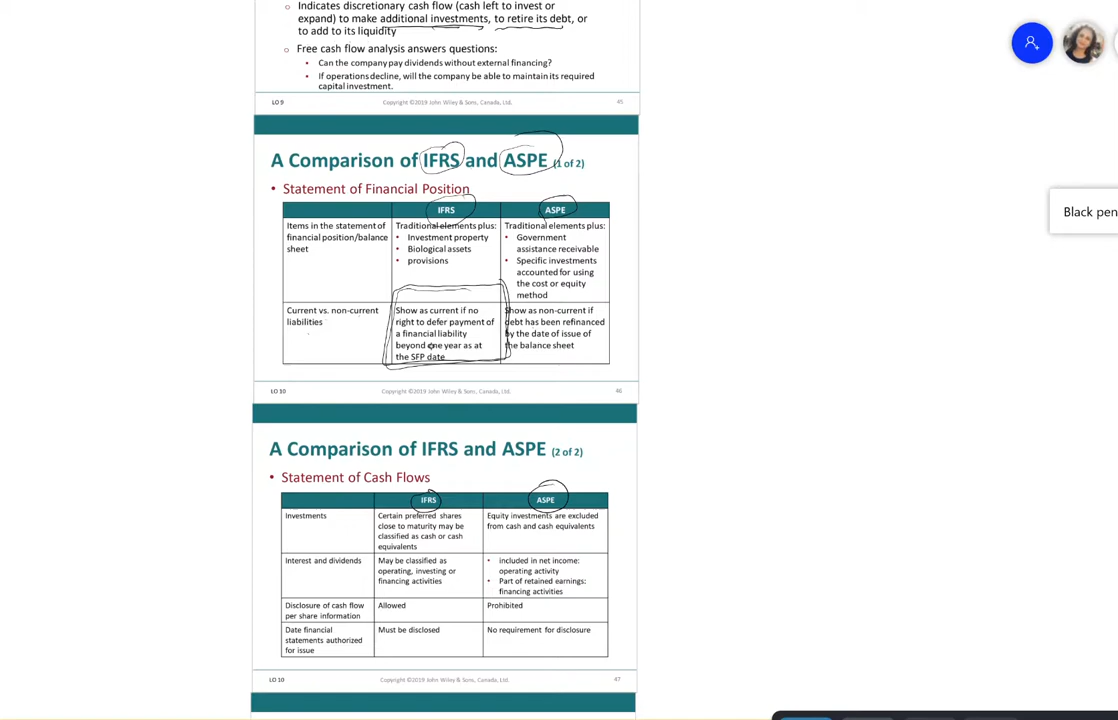 Indicates discretionary cash flow (cash left to invest or
expand) to make additional investments, to retire its debt, or
to add to its liquidity
Free cash flow analysis answers questions:
Can the company pay dividends without external financing?
If operations decline, will the company be able to maintain its required
capital investment.
LO 9
Copyright ©2019 John Wiley & Sons, Canada, Ltd.
45
A Comparison of IFRS and ASPE (1 of 2)
Statement of Financial Position
IFRS
ASPE
Items in the statement of
financial position/balance
sheet
Traditional elements plus:
Investment property
Biological assets
provisions
Traditional elements plus:
Government
assistance receivable
Specific investments
accounted for using
the cost or equity
method
Current vs. non-current
liabilities
Show as current if no
right to defer payment of
a financial liability
beyond one year as at
the SFP date
Show as non-current if
debt has been refinanced
by the date of issue of
the balance sheet
LO 10
Copyright ©2019 John Wiley & Sons, Canada, Ltd.
46
A Comparison of IFRS and ASPE (2 of 2)
Statement of Cash Flows
IFRS
ASPE
Investments
Certain preferred shares
close to maturity may be
classified as cash or cash
equivalents
Equity investments are excluded
from cash and cash equivalents
Interest and dividends
May be classified as
operating, investing or
financing activities
included in net income:
operating activity
Part of retained earnings:
financing activities
Disclosure of cash flow
per share information
Allowed
Prohibited
Date financial
statements authorized
for issue
Must be disclosed
No requirement for disclosure
LO 10
Copyright ©2019 John Wiley & Sons, Canada, Ltd.
47
Black pen